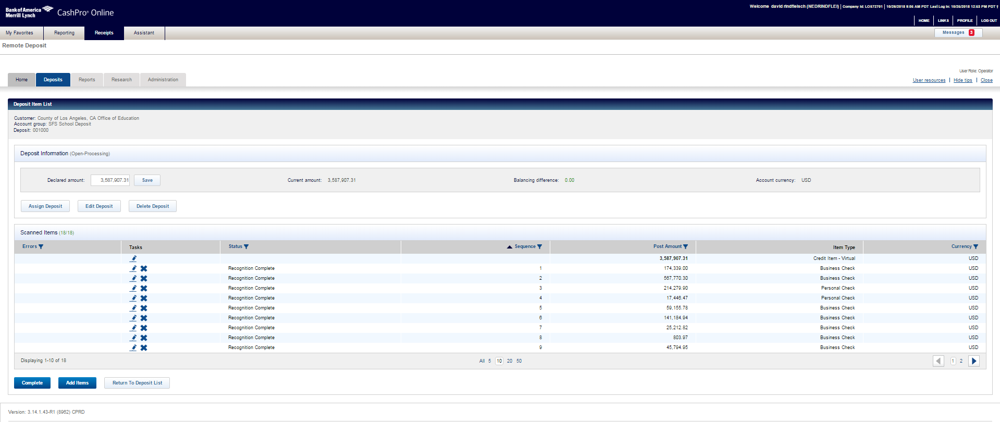 Bank of America
Merrill Lynch
CashPro® Online
Welcome david rindfleisch (NEDRINDFLEI) | Company Id: LOS72701 | 10/26/2018 9:05 AM PDT Last Log In: 10/25/2018 12:53 PM PDT †
HOME | LINKS | PROFILE | LOG OUT
My Favorites Reporting Receipts Assistant
Messages 3
Remote Deposit
User Role: Operator
Home Deposits Reports Research Administration
User resources | Hide tips | Close
Deposit Item List
Customer: County of Los Angeles, CA Office of Education
Account group: SFS School Deposit
Deposit: 001000
Deposit Information (Open-Processing)
Declared amount: 3,587,907.31 Save Current amount: 3,587,907.31 Balancing difference: 0.00 Account currency: USD
Assign Deposit Edit Deposit Delete Deposit
Scanned Items (18/18)
Errors Tasks Status Sequence Post Amount Item Type Currency
3,587,907.31 Credit Item - Virtual USD
Recognition Complete 1 174,339.00 Business Check USD
Recognition Complete 2 567,770.30 Business Check USD
Recognition Complete 3 214,279.90 Personal Check USD
Recognition Complete 4 17,446.47 Personal Check USD
Recognition Complete 5 59,155.78 Business Check USD
Recognition Complete 6 141,184.94 Business Check USD
Recognition Complete 7 25,212.82 Business Check USD
Recognition Complete 8 803.97 Business Check USD
Recognition Complete 9 45,794.95 Business Check USD
Displaying 1-10 of 18 All 5 10 20 50 1 2
Complete Add Items Return To Deposit List
Version: 3.14.1.43-R1 (8962) CPRD